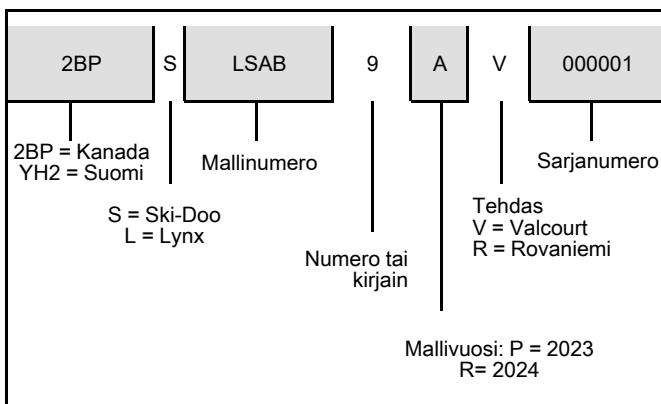 2BP S LSAB 9 A V 000001
2BP = Kanada
YH2 = Suomi
Mallinumero
Sarjanumero
S = Ski-Doo
L = Lynx
Tehdas
V = Valcourt
R = Rovaniemi
Numero tai
kirjain
Mallivuosi: P = 2023
R= 2024